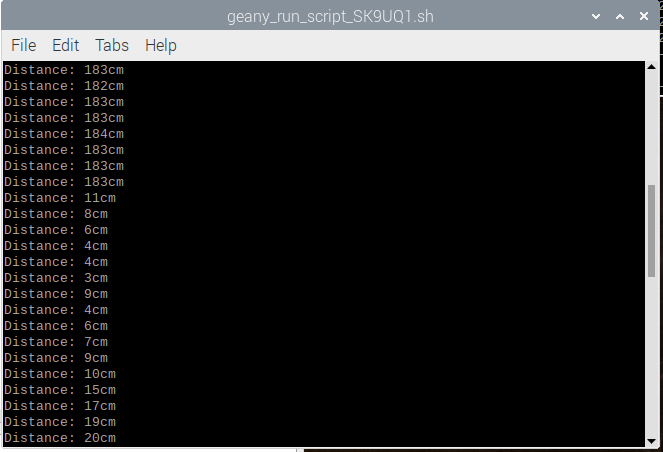 geany_run_script_SK9UQ1.sh
File Edit Tabs Help
Distance: 183cm
Distance: 182cm
Distance: 183cm
Distance: 183cm
Distance: 184cm
Distance: 183cm
Distance: 183cm
Distance: 183cm
Distance: 11cm
Distance: 8cm
Distance: 6cm
Distance: 4cm
Distance: 4cm
Distance: 3cm
Distance: 9cm
Distance: 4cm
Distance: 6cm
Distance: 7cm
Distance: 9cm
Distance: 10cm
Distance: 15cm
Distance: 17cm
Distance: 19cm
Distance: 20cm